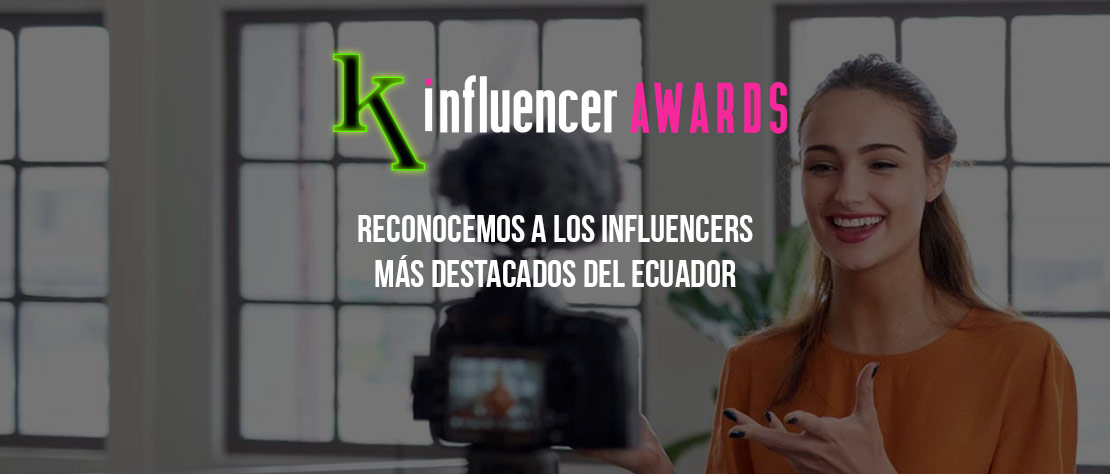 k influencer AWARDS
RECONOCEMOS A LOS INFLUENCERS
MÁS DESTACADOS DEL ECUADOR